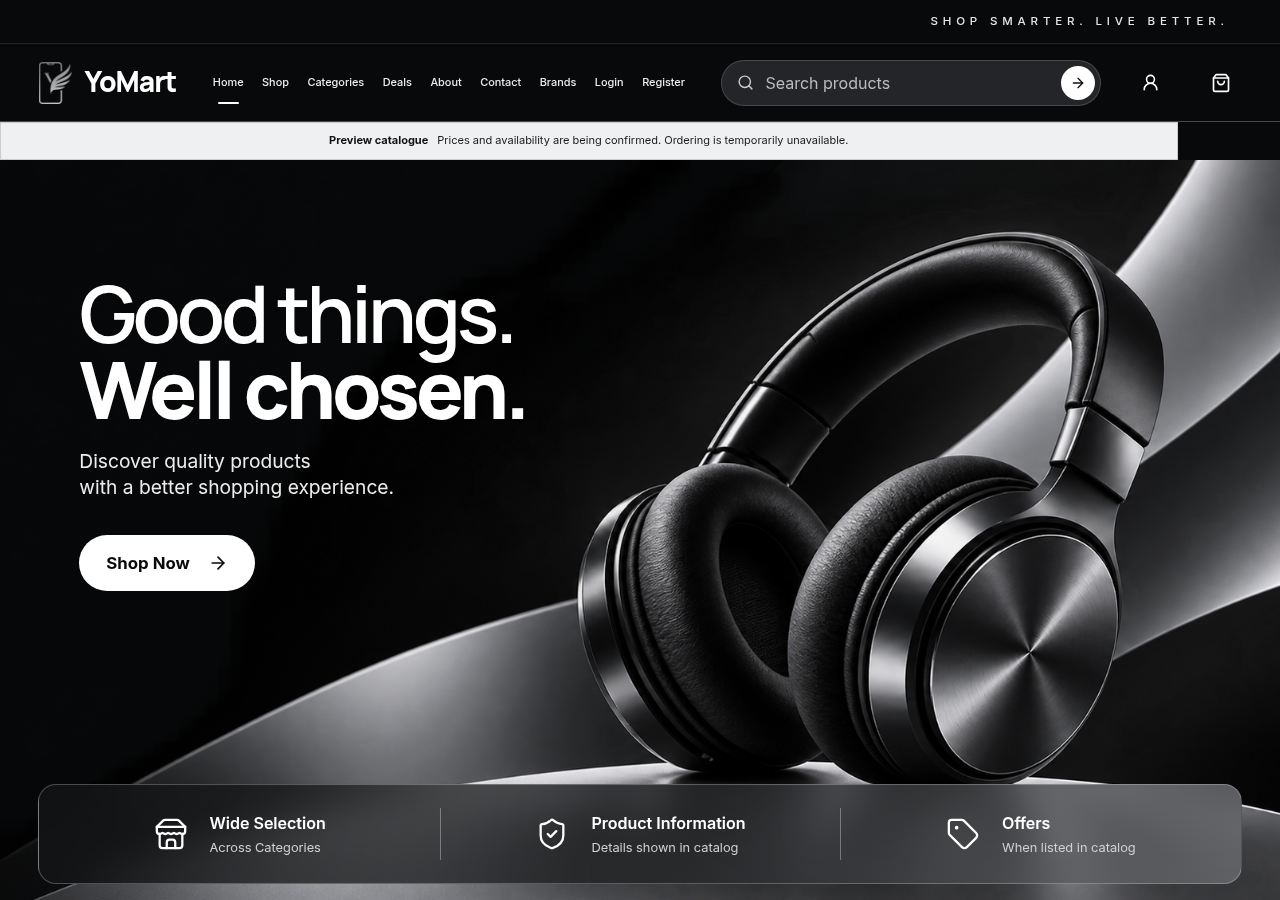 SHOP SMARTER. LIVE BETTER.
YoMart
Home Shop Categories Deals About Contact Brands Login Register
Search products
Preview catalogue Prices and availability are being confirmed. Ordering is temporarily unavailable.
Good things.
Well chosen.
Discover quality products
with a better shopping experience.
Shop Now
Wide Selection
Across Categories
Product Information
Details shown in catalog
Offers
When listed in catalog